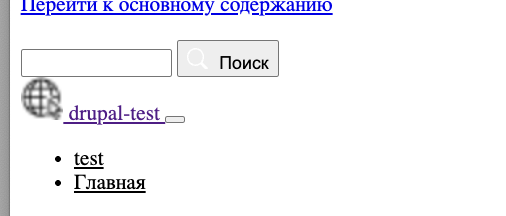 Перейти к основному содержанию
Поиск
drupal-test
test
Главная